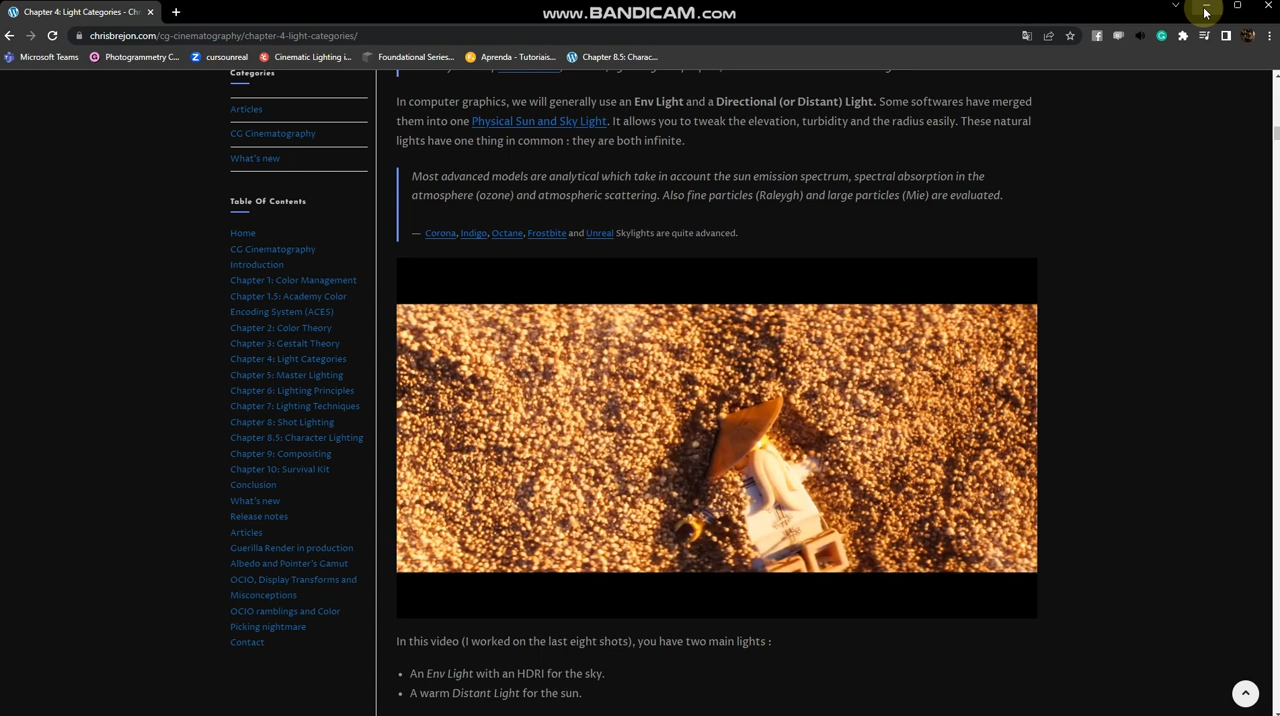 Chapter 4: Light Categories - Ch
www.BANDICAM.com
chrisbrejon.com/cg-cinematography/chapter-4-light-categories/
Microsoft Teams
Photogrammetry C...
cursounreal
Cinematic Lighting i...
Foundational Series...
Aprenda - Tutoriais...
Chapter 8.5: Charac...
Categories
Articles
CG Cinematography
What's new
Table Of Contents
Home
CG Cinematography
Introduction
Chapter 1: Color Management
Chapter 1.5: Academy Color
Encoding System (ACES)
Chapter 2: Color Theory
Chapter 3: Gestalt Theory
Chapter 4: Light Categories
Chapter 5: Master Lighting
Chapter 6: Lighting Principles
Chapter 7: Lighting Techniques
Chapter 8: Shot Lighting
Chapter 8.5: Character Lighting
Chapter 9: Compositing
Chapter 10: Survival Kit
Conclusion
What's new
Release notes
Articles
Guerilla Render in production
Albedo and Pointer's Gamut
OCIO, Display Transforms and
Misconceptions
OCIO ramblings and Color
Picking nightmare
Contact
In computer graphics, we will generally use an Env Light and a Directional (or Distant) Light. Some softwares have merged
them into one Physical Sun and Sky Light. It allows you to tweak the elevation, turbidity and the radius easily. These natural
lights have one thing in common : they are both infinite.
Most advanced models are analytical which take in account the sun emission spectrum, spectral absorption in the
atmosphere (ozone) and atmospheric scattering. Also fine particles (Raleygh) and large particles (Mie) are evaluated.
— Corona, Indigo, Octane, Frostbite and Unreal Skylights are quite advanced.
In this video (I worked on the last eight shots), you have two main lights :
• An Env Light with an HDRI for the sky.
• A warm Distant Light for the sun.